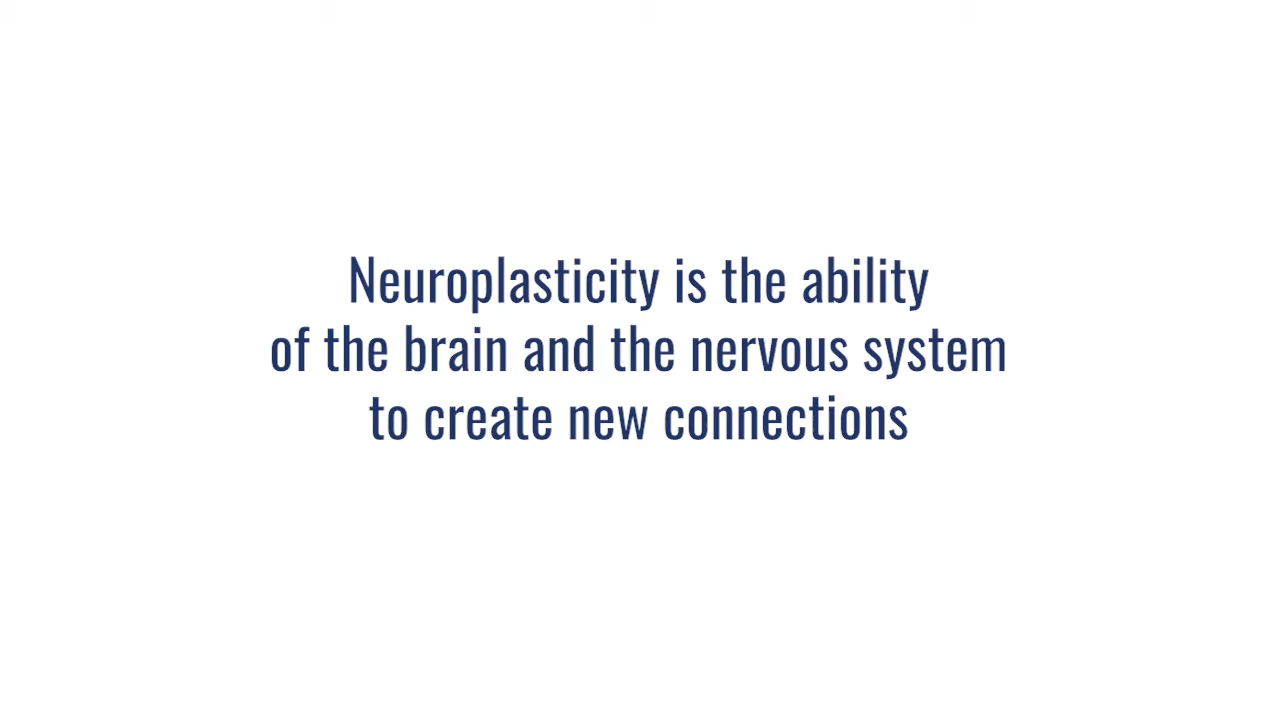 Neuroplasticity is the ability
of the brain and the nervous system
to create new connections